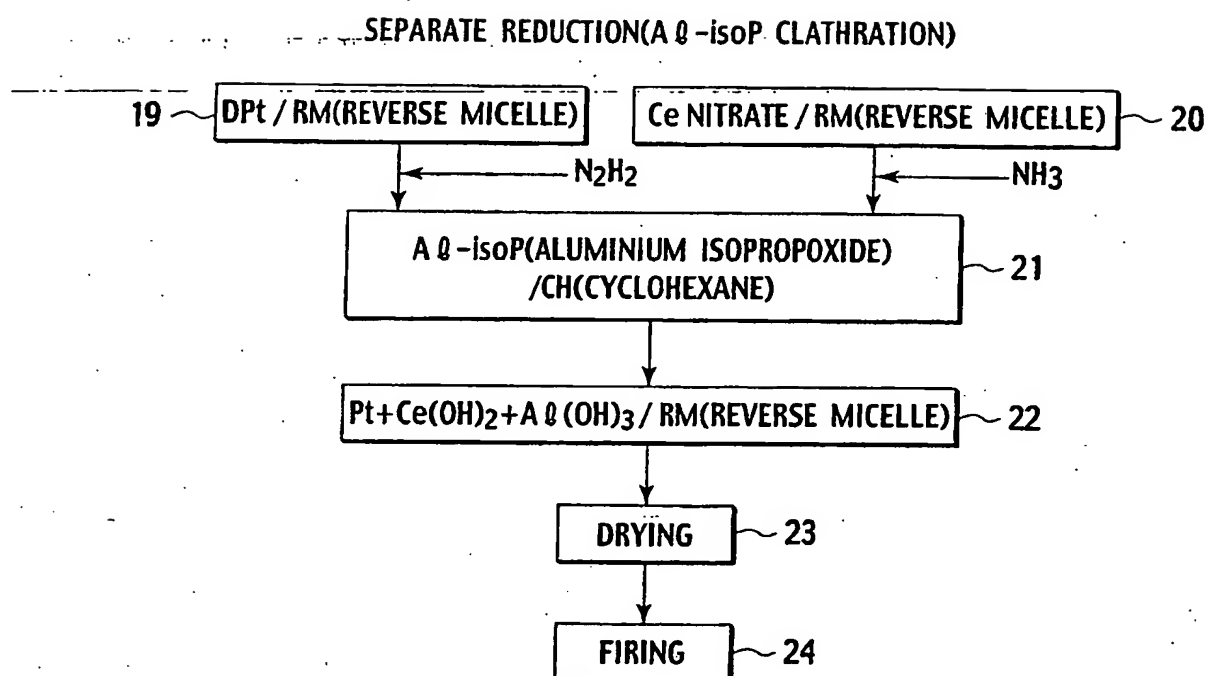 SEPARATE REDUCTION(Aℓ-isoP CLATHRATION)
19 DPt / RM(REVERSE MICELLE) Ce NITRATE / RM(REVERSE MICELLE) 20
N2H2 NH3
Aℓ-isoP(ALUMINIUM ISOPROPOXIDE)
/CH(CYCLOHEXANE) 21
Pt+Ce(OH)2+Aℓ(OH)3/ RM(REVERSE MICELLE) 22
DRYING 23
FIRING 24